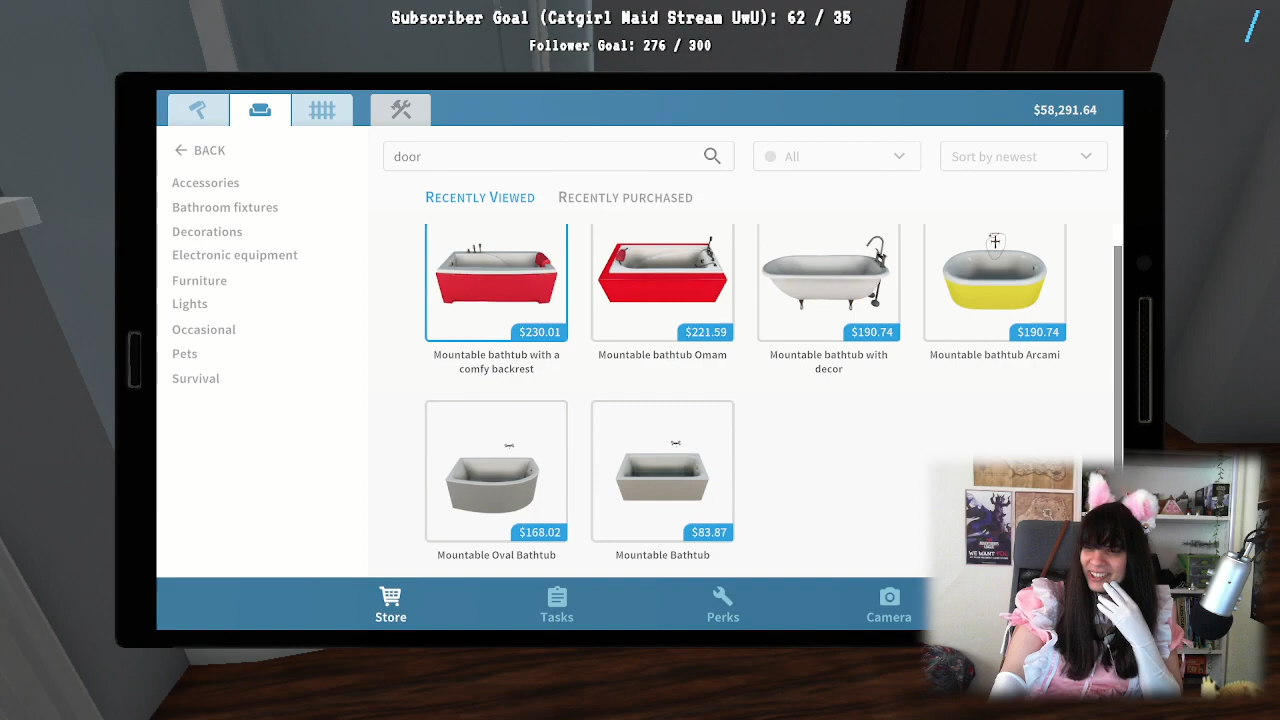 Subscriber Goal (Catgirl Maid Stream UwU): 62 / 35
Follower Goal: 276 / 300
$58,291.64
BACK
door
All
Sort by newest
Accessories
Bathroom fixtures
Decorations
Electronic equipment
Furniture
Lights
Occasional
Pets
Survival
RECENTLY VIEWED
RECENTLY PURCHASED
$230.01
$221.59
$190.74
$190.74
Mountable bathtub with a
comfy backrest
Mountable bathtub Omam
Mountable bathtub with
decor
Mountable bathtub Arcami
$168.02
$83.87
Mountable Oval Bathtub
Mountable Bathtub
Store
Tasks
Perks
Camera
WE WANT YOU